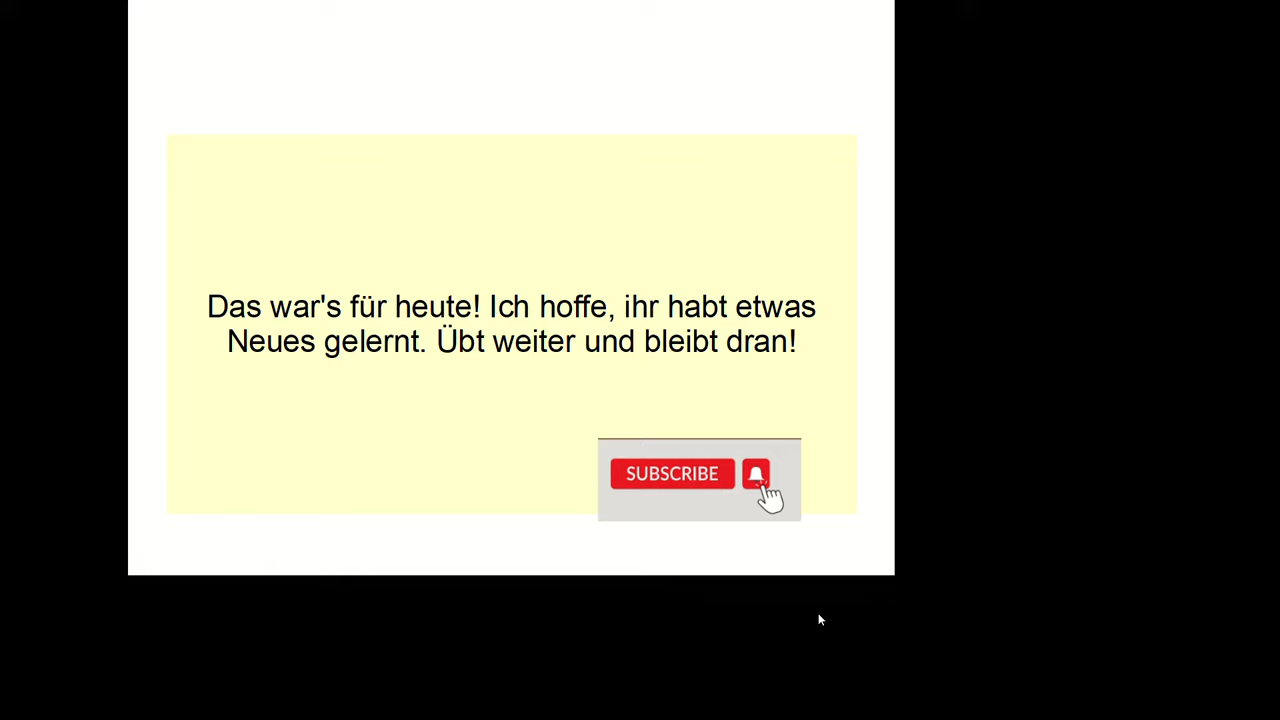 Das war's für heute! Ich hoffe, ihr habt etwas
Neues gelernt. Übt weiter und bleibt dran!
SUBSCRIBE